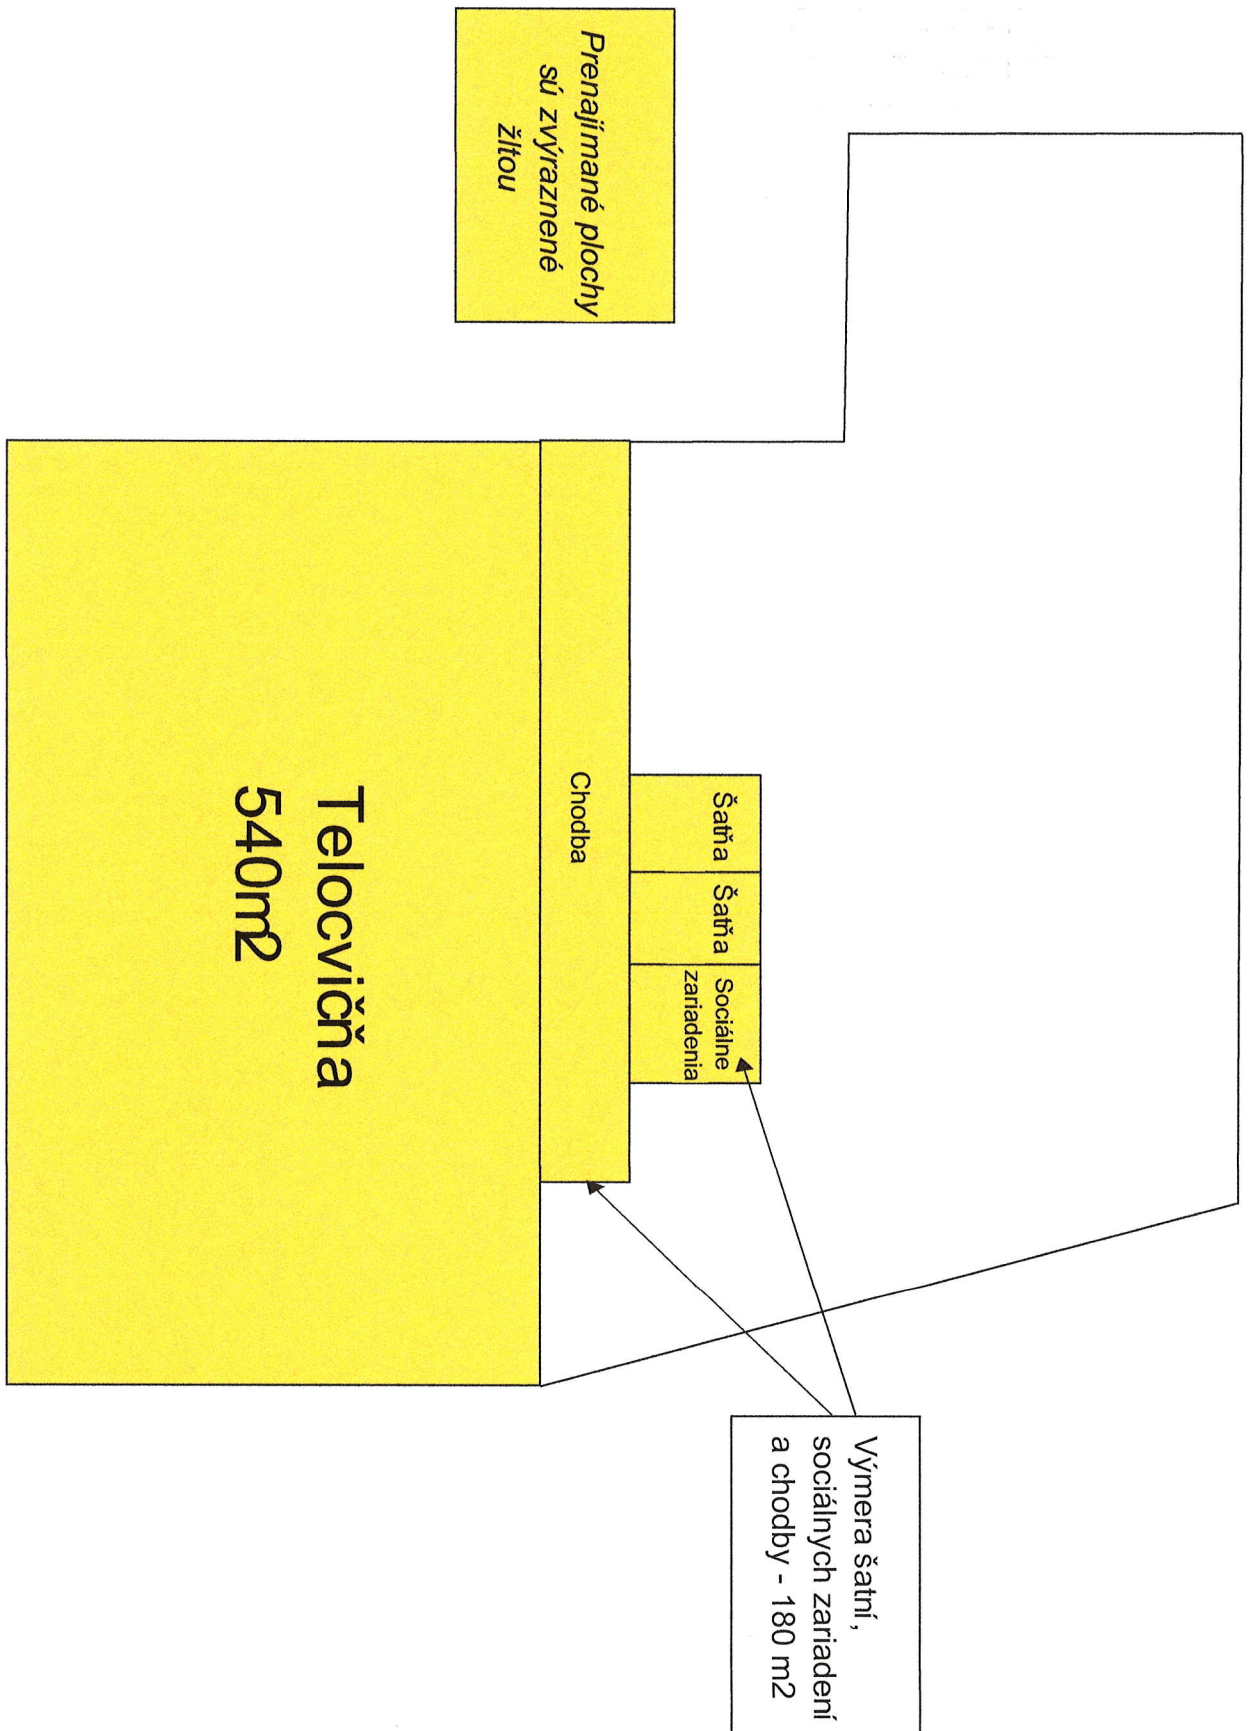 Výmera šatní,
sociálnych zariadení
a chodby - 180 m2
Šatňa
Šatňa
Sociálne
zariadenia
Prenajímané plochy
sú zvýraznené
žltou
Chodba
Telocvičňa
540m2